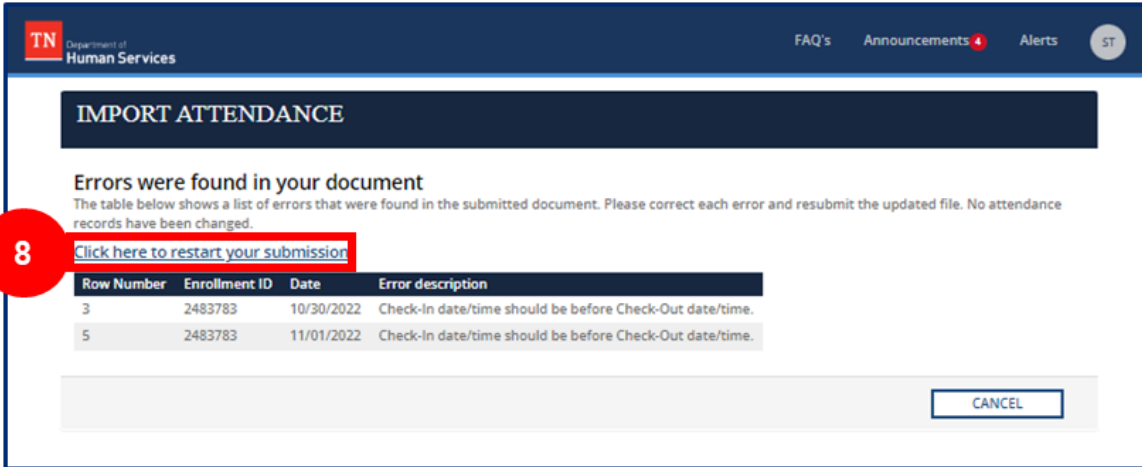 TN Department of
Human Services
FAQ's Announcements 4 Alerts ST
IMPORT ATTENDANCE
Errors were found in your document
The table below shows a list of errors that were found in the submitted document. Please correct each error and resubmit the updated file. No attendance
records have been changed.
8 Click here to restart your submission
Row Number Enrollment ID Date Error description
3 2483783 10/30/2022 Check-In date/time should be before Check-Out date/time.
5 2483783 11/01/2022 Check-In date/time should be before Check-Out date/time.
CANCEL